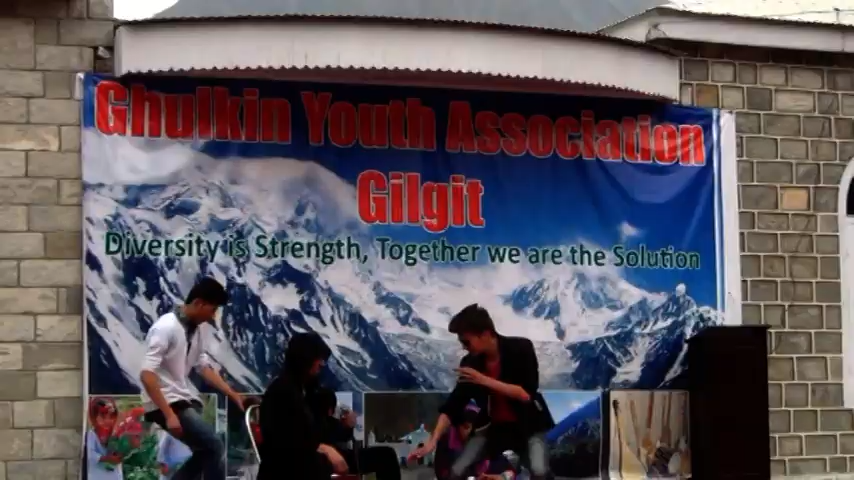 Ghulkin Youth Association
Gilgit
Diversity is Strength, Together we are the Solution